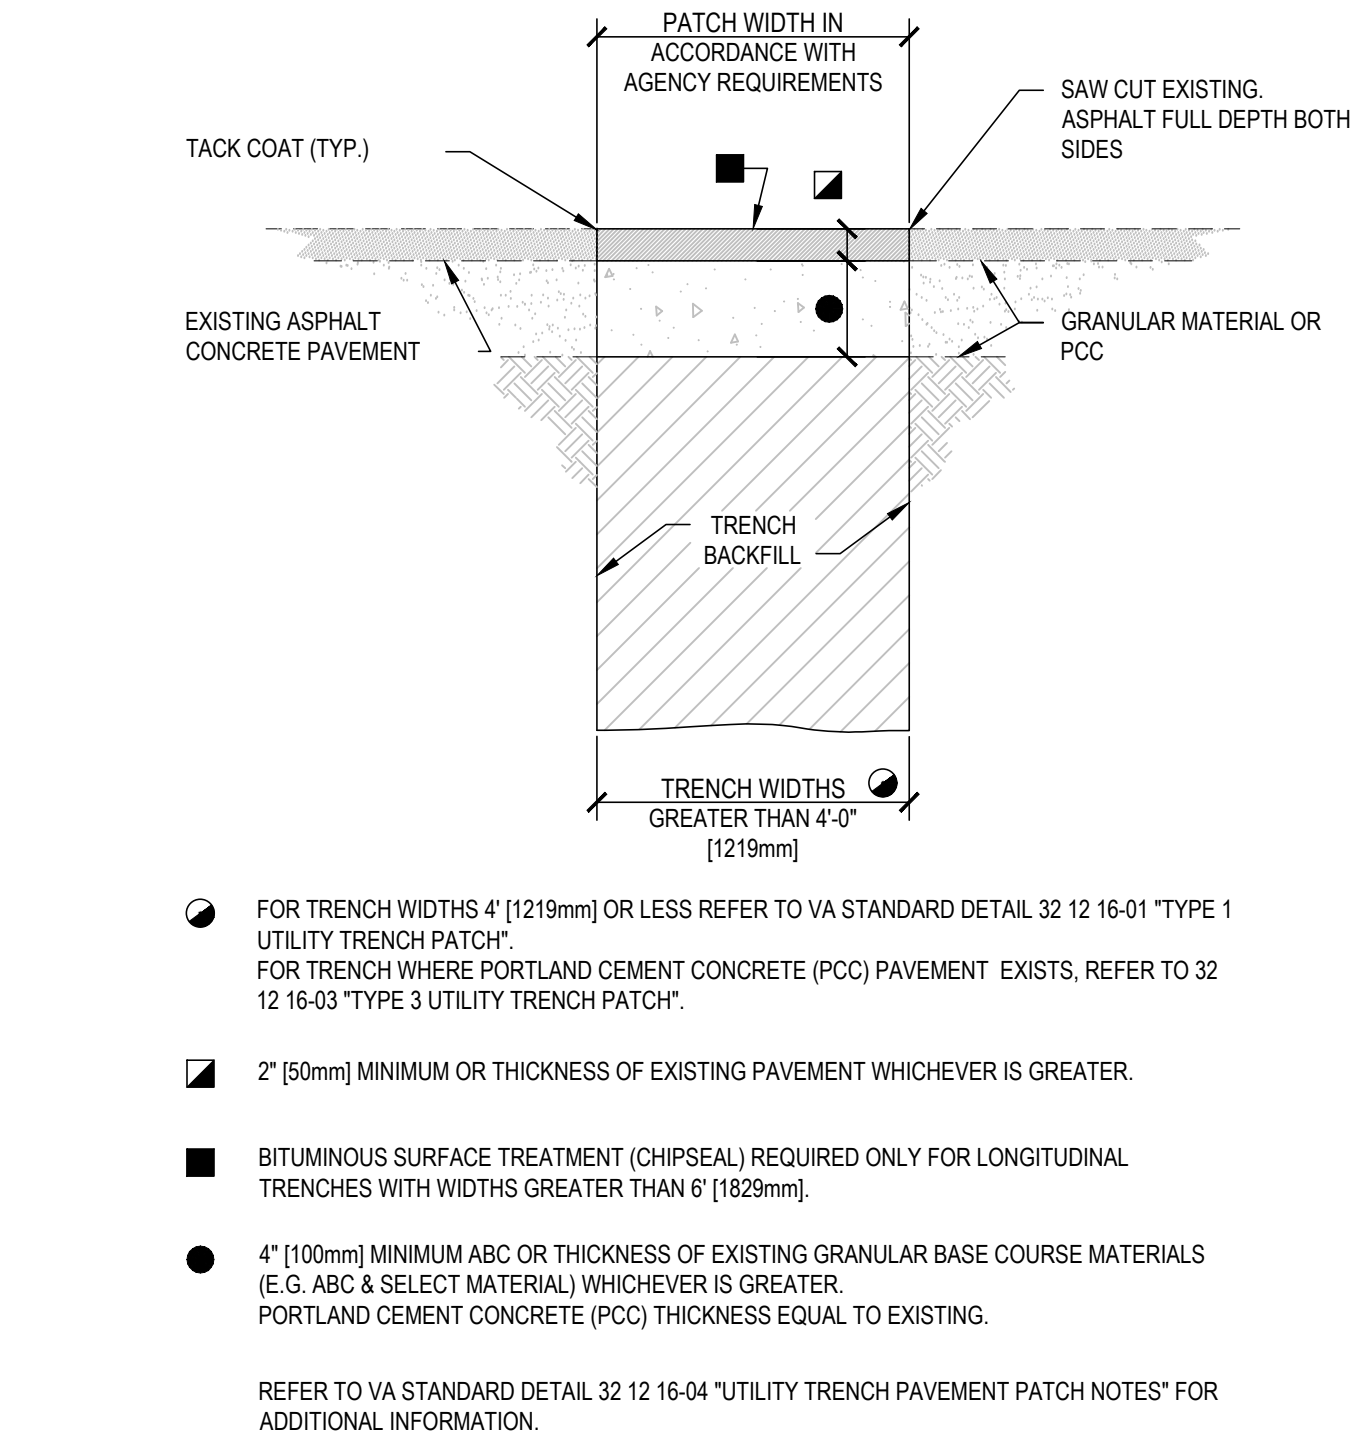 PATCH WIDTH IN
ACCORDANCE WITH
AGENCY REQUIREMENTS
SAW CUT EXISTING.
ASPHALT FULL DEPTH BOTH
SIDES
TACK COAT (TYP.)
EXISTING ASPHALT
CONCRETE PAVEMENT
GRANULAR MATERIAL OR
PCC
TRENCH
BACKFILL
TRENCH WIDTHS
GREATER THAN 4'-0"
[1219mm]
FOR TRENCH WIDTHS 4' [1219mm] OR LESS REFER TO VA STANDARD DETAIL 32 12 16-01 "TYPE 1
UTILITY TRENCH PATCH".
FOR TRENCH WHERE PORTLAND CEMENT CONCRETE (PCC) PAVEMENT EXISTS, REFER TO 32
12 16-03 "TYPE 3 UTILITY TRENCH PATCH".
2" [50mm] MINIMUM OR THICKNESS OF EXISTING PAVEMENT WHICHEVER IS GREATER.
BITUMINOUS SURFACE TREATMENT (CHIPSEAL) REQUIRED ONLY FOR LONGITUDINAL
TRENCHES WITH WIDTHS GREATER THAN 6' [1829mm].
4" [100mm] MINIMUM ABC OR THICKNESS OF EXISTING GRANULAR BASE COURSE MATERIALS
(E.G. ABC & SELECT MATERIAL) WHICHEVER IS GREATER.
PORTLAND CEMENT CONCRETE (PCC) THICKNESS EQUAL TO EXISTING.
REFER TO VA STANDARD DETAIL 32 12 16-04 "UTILITY TRENCH PAVEMENT PATCH NOTES" FOR
ADDITIONAL INFORMATION.